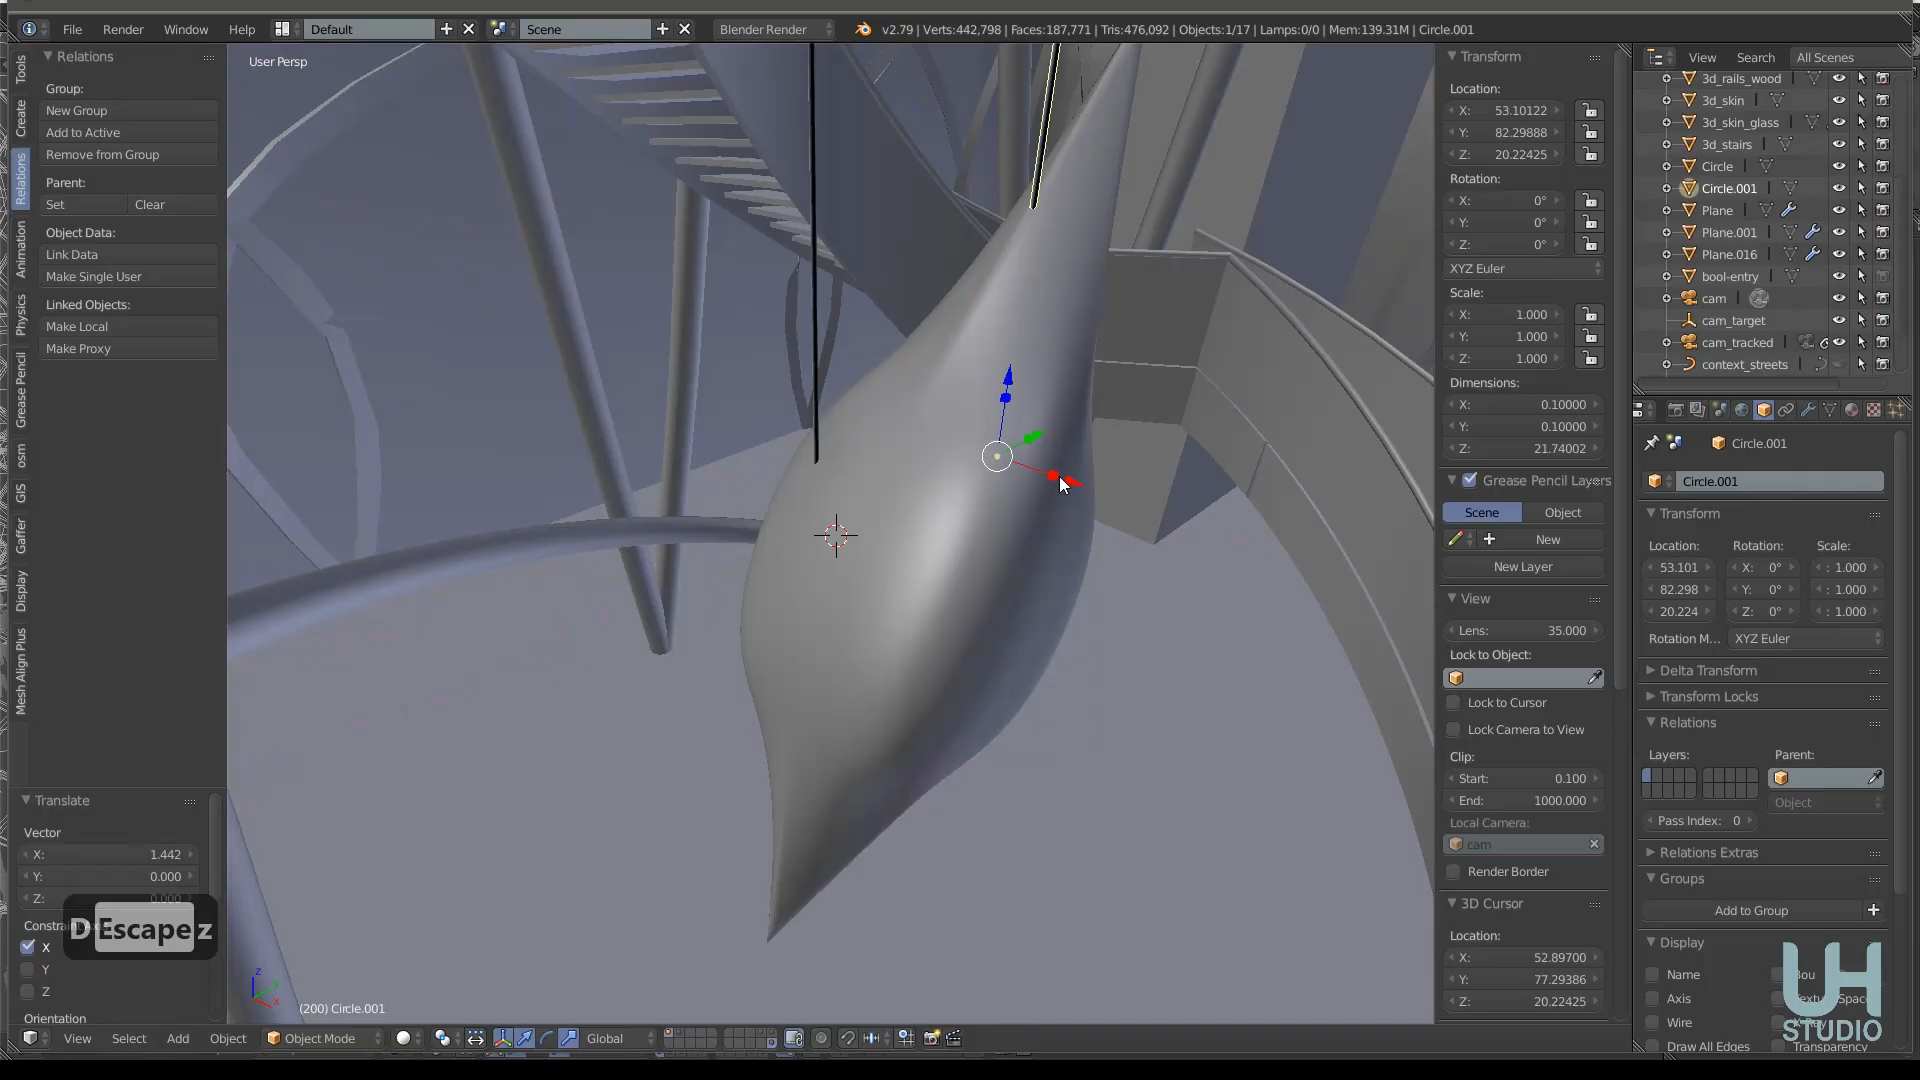 File Render Window Help Default Scene Blender Render v2.79 | Verts:442,798 | Faces:187,771 | Tris:476,092 | Objects:1/17 | Lamps:0/0 | Mem:139.31M | Circle.001
Tools
Create
Relations
Animation
Physics
Grease Pencil
osm
GIS
Gaffer
Display
Mesh Align Plus
Relations
Group:
New Group
Add to Active
Remove from Group
Parent:
Set Clear
Object Data:
Link Data
Make Single User
Linked Objects:
Make Local
Make Proxy
Translate
Vector
X: 1.442
Y: 0.000
Z: 0.000
D Escape z
X
Y
Z
Orientation
User Persp
z
y
x
(200) Circle.001
View Select Add Object Object Mode Global
Transform
Location:
X: 53.10122
Y: 82.29888
Z: 20.22425
Rotation:
X: 0°
Y: 0°
Z: 0°
XYZ Euler
Scale:
X: 1.000
Y: 1.000
Z: 1.000
Dimensions:
X: 0.10000
Y: 0.10000
Z: 21.74002
Grease Pencil Layers
Scene Object
New
New Layer
View
Lens: 35.000
Lock to Object:
Lock to Cursor
Lock Camera to View
Clip:
Start: 0.100
End: 1000.000
Local Camera:
cam
Render Border
3D Cursor
Location:
X: 52.89700
Y: 77.29386
Z: 20.22425
View Search All Scenes
3d_rails_wood
3d_skin
3d_skin_glass
3d_stairs
Circle
Circle.001
Plane
Plane.001
Plane.016
bool-entry
cam
cam_target
cam_tracked
context_streets
Circle.001
Circle.001
Transform
Location: Rotation: Scale:
53.101 X: 0° : 1.000
82.298 Y: 0° : 1.000
20.224 Z: 0° : 1.000
Rotation M... XYZ Euler
Delta Transform
Transform Locks
Relations
Layers: Parent:
Object
Pass Index: 0
Relations Extras
Groups
Add to Group
Display
Name
Axis
Wire
Draw All Edges Transparency
UH
STUDIO